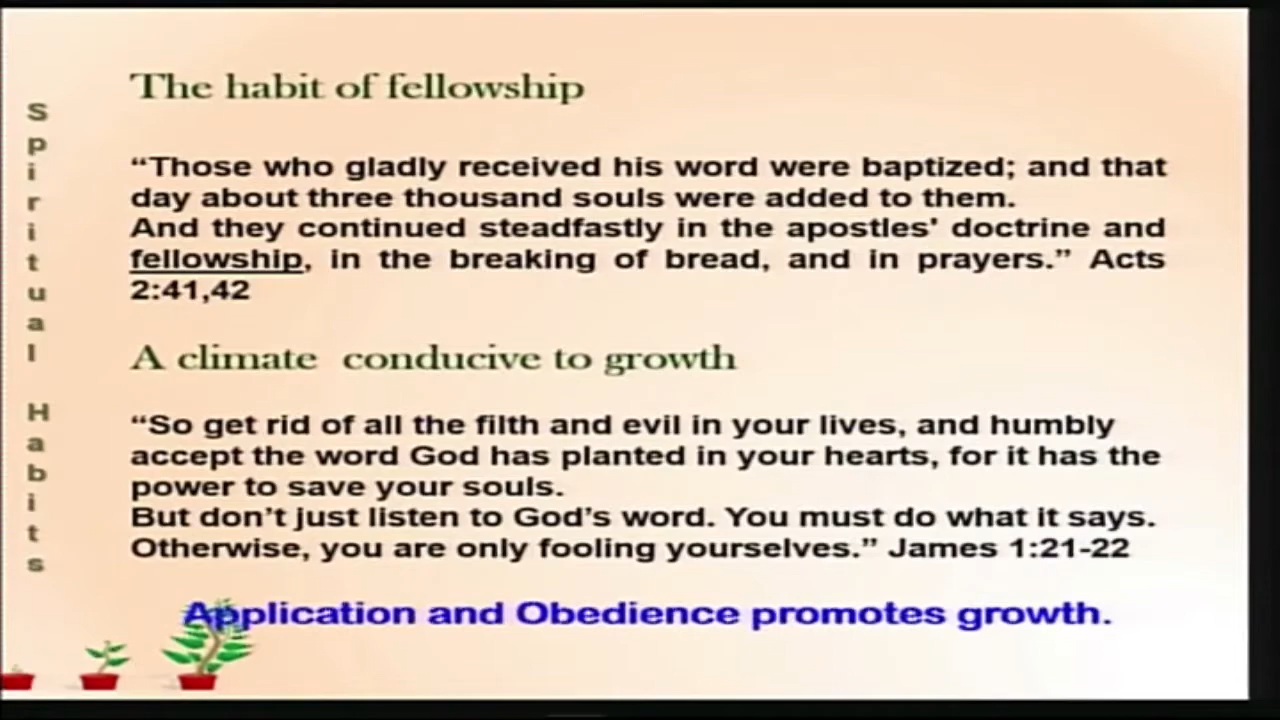 Spiritual Habits
The habit of fellowship
“Those who gladly received his word were baptized; and that
day about three thousand souls were added to them.
And they continued steadfastly in the apostles' doctrine and
fellowship, in the breaking of bread, and in prayers.” Acts
2:41,42
A climate conducive to growth
“So get rid of all the filth and evil in your lives, and humbly
accept the word God has planted in your hearts, for it has the
power to save your souls.
But don’t just listen to God’s word. You must do what it says.
Otherwise, you are only fooling yourselves.” James 1:21-22
Application and Obedience promotes growth.